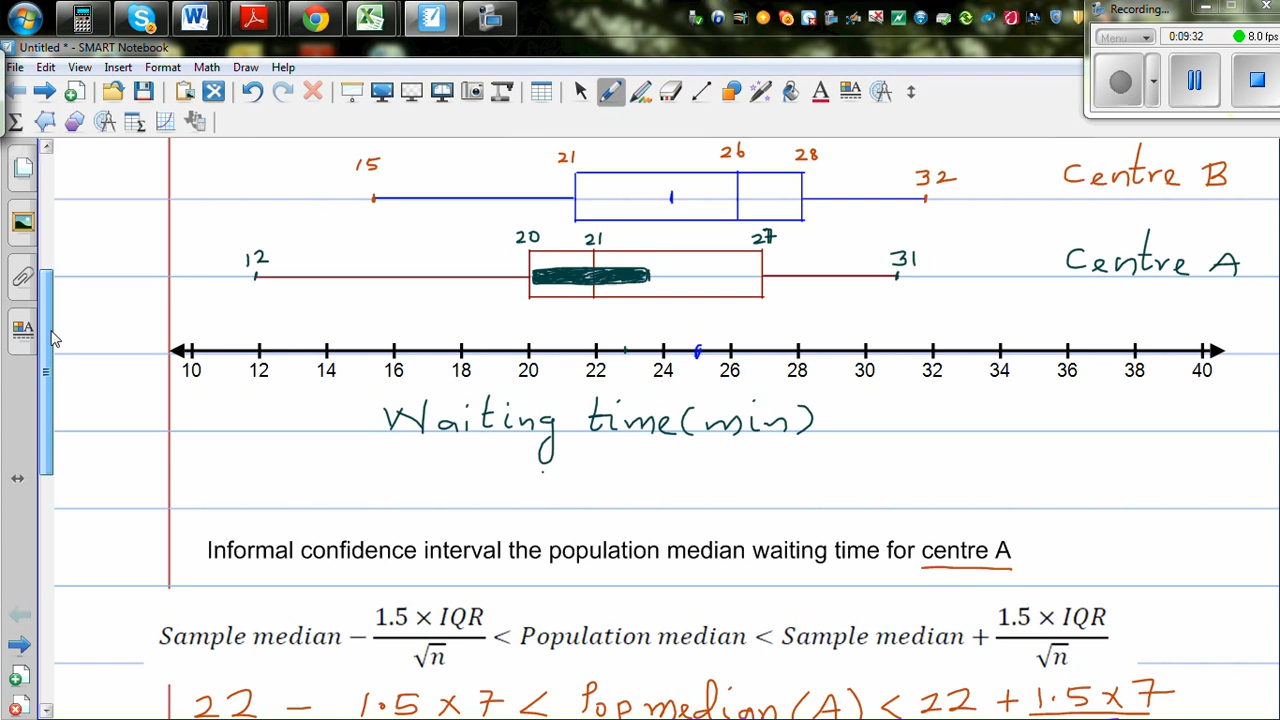 Recording...
Untitled * - SMART Notebook
Menu 0:09:32 8.0 fps
File Edit View Insert Format Math Draw Help
15 21 26 28 32 Centre B
12 20 21 27 31 Centre A
10 12 14 16 18 20 22 24 26 28 30 32 34 36 38 40
Waiting time(min)
Informal confidence interval the population median waiting time for centre A
Sample median − 1.5 × IQR / √n < Population median < Sample median + 1.5 × IQR / √n
22 - 1.5 x 7 < Pop median (A) < 22 + 1.5 x 7